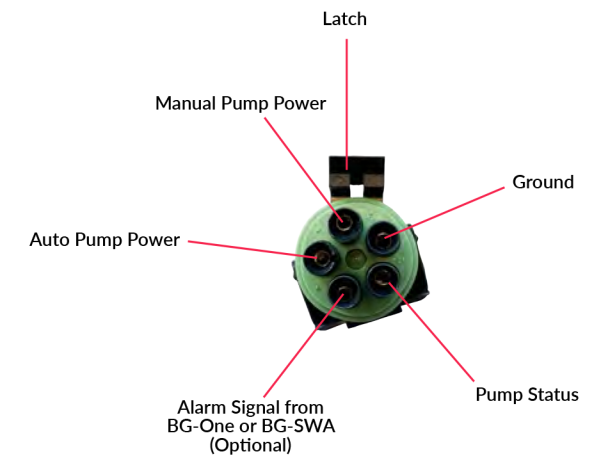 Latch
Manual Pump Power
Ground
Auto Pump Power
Pump Status
Alarm Signal from
BG-One or BG-SWA
(Optional)